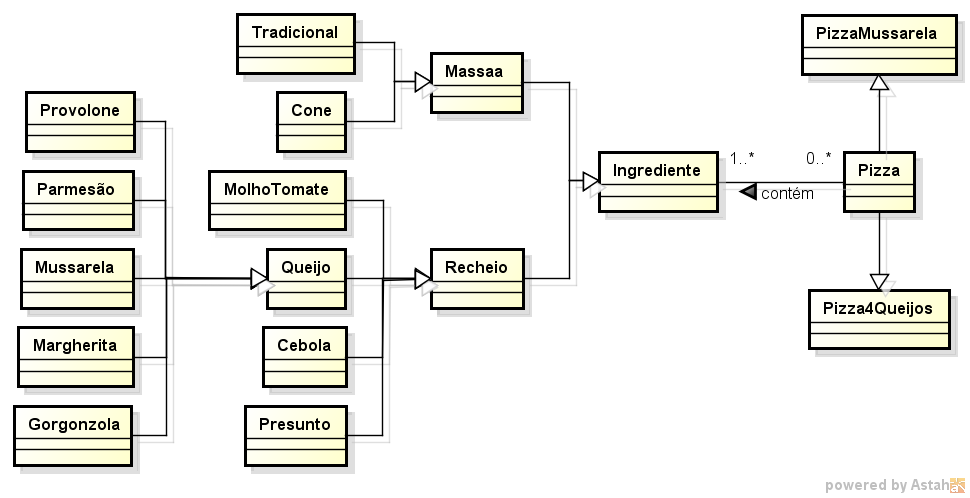 Tradicional
PizzaMussarela
Massaa
Provolone
Cone
1..*
0..*
Ingrediente
Pizza
Parmesão
MolhoTomate
contém
Mussarela
Queijo
Recheio
Pizza4Queijos
Margherita
Cebola
Gorgonzola
Presunto
powered by Astah